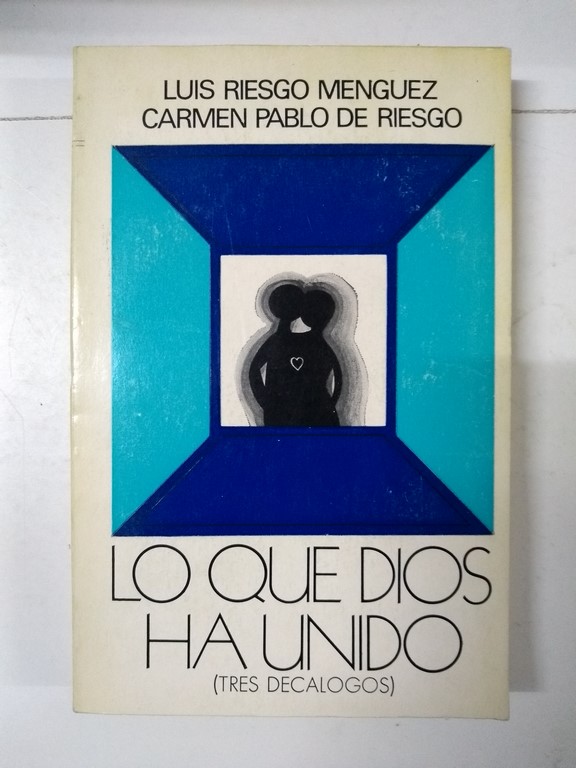 LUIS RIESGO MENGUEZ
CARMEN PABLO DE RIESGO
LO QUE DIOS
HA UNIDO
(TRES DECALOGOS)